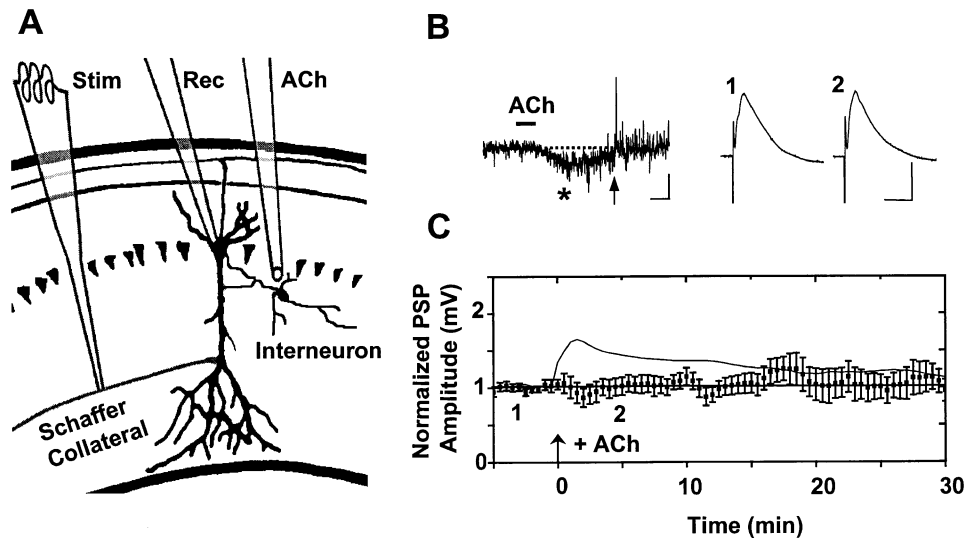 A
Stim
Rec
ACh
Interneuron
Schaffer
Collateral
B
ACh
*
1
2
C
Normalized PSP
Amplitude (mV)
2
1
0
1
2
+ ACh
0
10
20
30
Time (min)